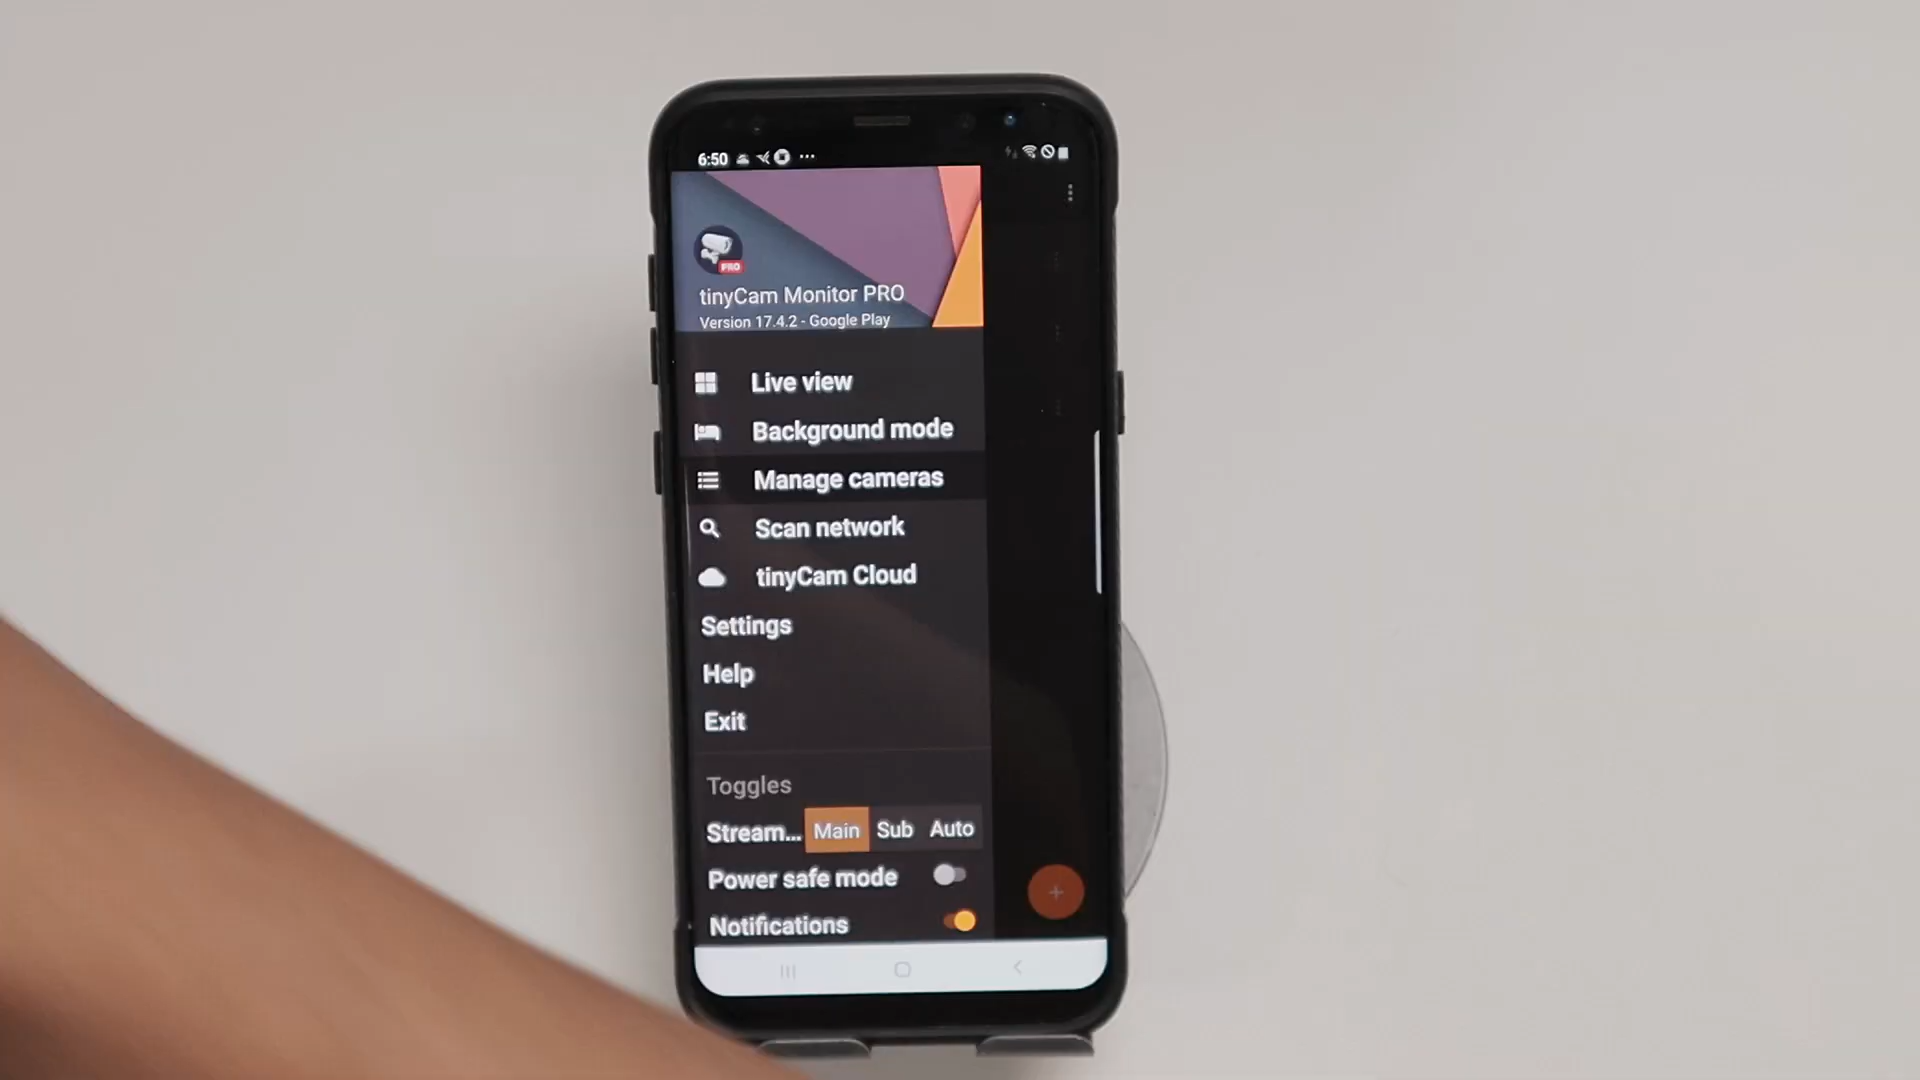 6:50
PRO
tinyCam Monitor PRO
Version 17.4.2 - Google Play
Live view
Background mode
Manage cameras
Scan network
tinyCam Cloud
Settings
Help
Exit
Toggles
Stream... Main Sub Auto
Power safe mode
Notifications